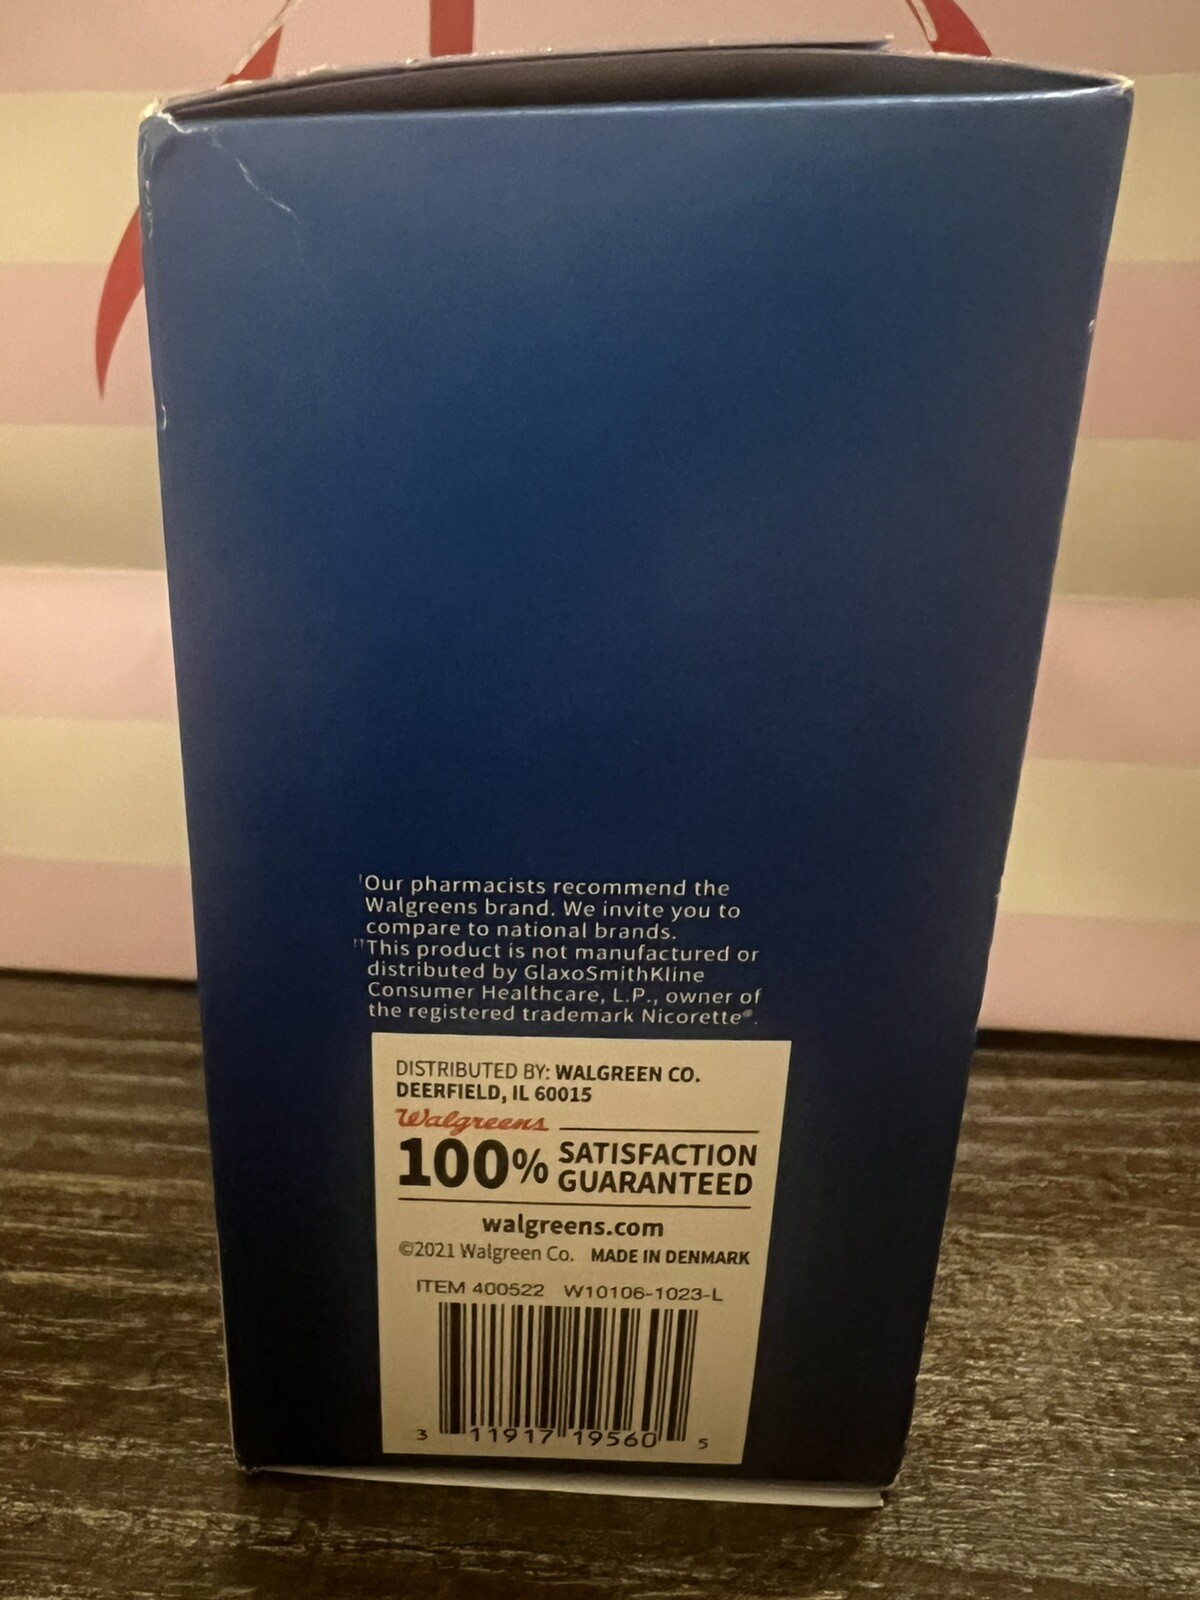 †Our pharmacists recommend the
Walgreens brand. We invite you to
compare to national brands.
††This product is not manufactured or
distributed by GlaxoSmithKline
Consumer Healthcare, L.P., owner of
the registered trademark Nicorette®.
DISTRIBUTED BY: WALGREEN CO.
DEERFIELD, IL 60015
Walgreens
100% SATISFACTION
GUARANTEED
walgreens.com
©2021 Walgreen Co. MADE IN DENMARK
ITEM 400522 W10106-1023-L
3 11917 19560 5